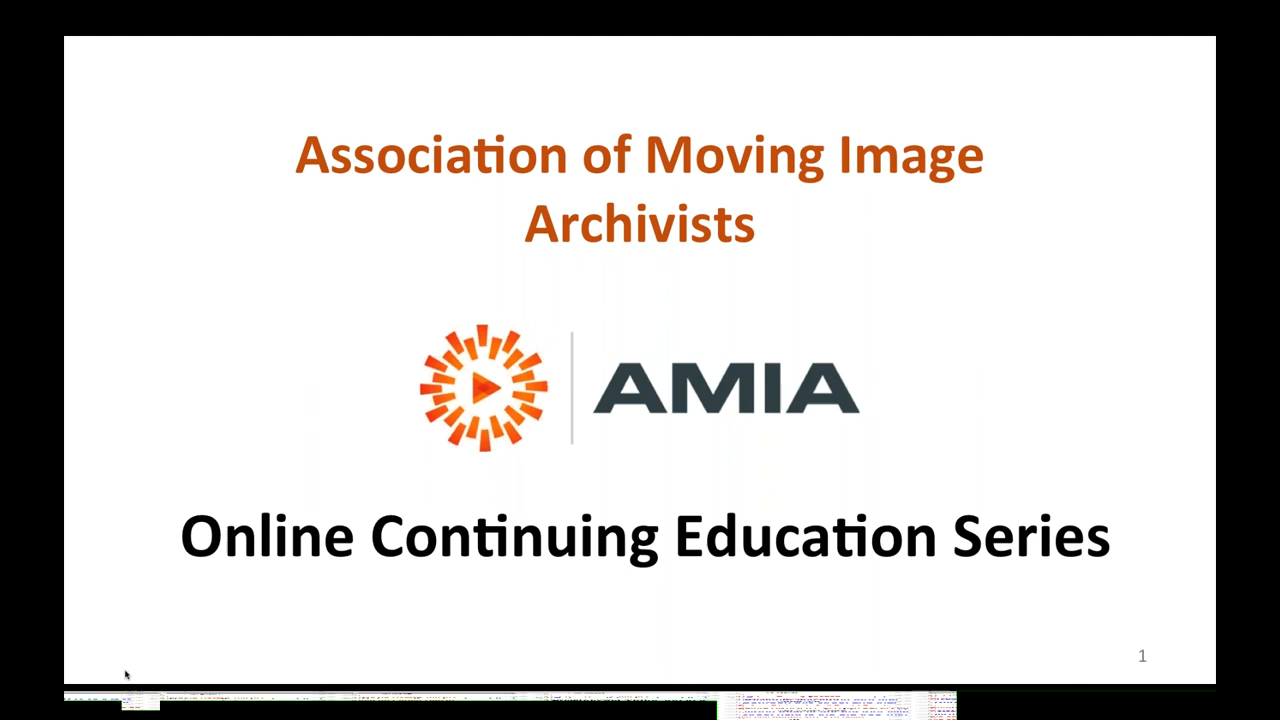 Association of Moving Image
Archivists
AMIA
Online Continuing Education Series
1